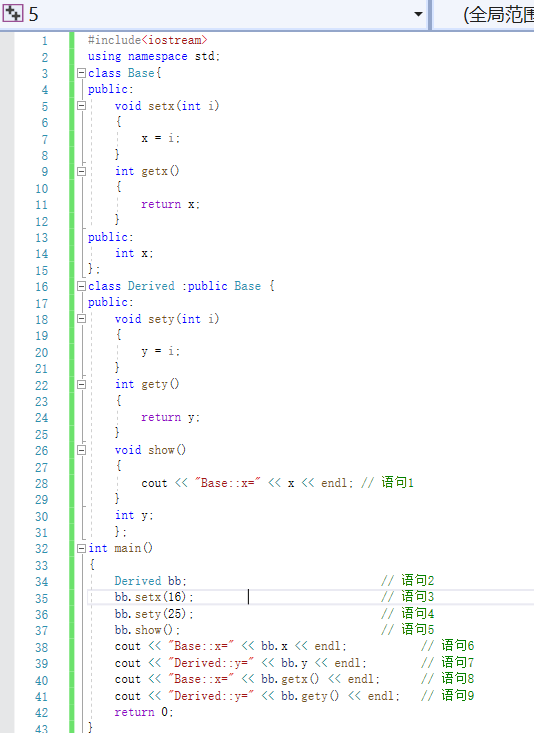 5 (全局范围
1 #include<iostream>
2 using namespace std;
3 class Base{
4 public:
5 void setx(int i)
6 {
7 x = i;
8 }
9 int getx()
10 {
11 return x;
12 }
13 public:
14 int x;
15 };
16 class Derived :public Base {
17 public:
18 void sety(int i)
19 {
20 y = i;
21 }
22 int gety()
23 {
24 return y;
25 }
26 void show()
27 {
28 cout << "Base::x=" << x << endl; // 语句1
29 }
30 int y;
31 };
32 int main()
33 {
34 Derived bb; // 语句2
35 bb.setx(16); // 语句3
36 bb.sety(25); // 语句4
37 bb.show(); // 语句5
38 cout << "Base::x=" << bb.x << endl; // 语句6
39 cout << "Derived::y=" << bb.y << endl; // 语句7
40 cout << "Base::x=" << bb.getx() << endl; // 语句8
41 cout << "Derived::y=" << bb.gety() << endl; // 语句9
42 return 0;
43 }